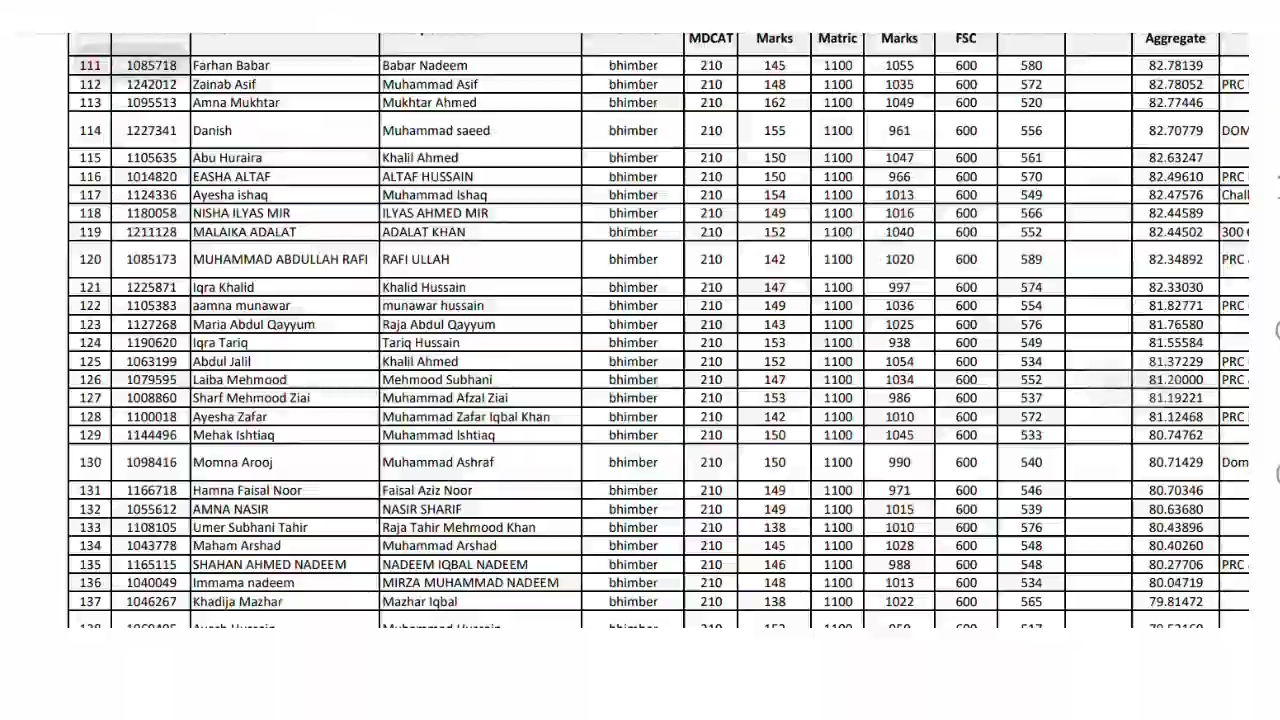 MDCAT Marks Matric Marks FSC Aggregate
111 1085718 Farhan Babar Babar Nadeem bhimber 210 145 1100 1055 600 580 82.78139
112 1242012 Zainab Asif Muhammad Asif bhimber 210 148 1100 1035 600 572 82.78052 PRC
113 1095513 Amna Mukhtar Mukhtar Ahmed bhimber 210 162 1100 1049 600 520 82.77446
114 1227341 Danish Muhammad saeed bhimber 210 155 1100 961 600 556 82.70779 DOM
115 1105635 Abu Huraira Khalil Ahmed bhimber 210 150 1100 1047 600 561 82.63247
116 1014820 EASHA ALTAF ALTAF HUSSAIN bhimber 210 150 1100 966 600 570 82.49610 PRC
117 1124336 Ayesha ishaq Muhammad Ishaq bhimber 210 154 1100 1013 600 549 82.47576 Chall
118 1180058 NISHA ILYAS MIR ILYAS AHMED MIR bhimber 210 149 1100 1016 600 566 82.44589
119 1211128 MALAIKA ADALAT ADALAT KHAN bhimber 210 152 1100 1040 600 552 82.44502 300
120 1085173 MUHAMMAD ABDULLAH RAFI RAFI ULLAH bhimber 210 142 1100 1020 600 589 82.34892 PRC
121 1225871 Iqra Khalid Khalid Hussain bhimber 210 147 1100 997 600 574 82.33030
122 1105383 aamna munawar munawar hussain bhimber 210 149 1100 1036 600 554 81.82771 PRC
123 1127268 Maria Abdul Qayyum Raja Abdul Qayyum bhimber 210 143 1100 1025 600 576 81.76580
124 1190620 Iqra Tariq Tariq Hussain bhimber 210 153 1100 938 600 549 81.55584
125 1063199 Abdul Jalil Khalil Ahmed bhimber 210 152 1100 1054 600 534 81.37229 PRC
126 1079595 Laiba Mehmood Mehmood Subhani bhimber 210 147 1100 1034 600 552 81.20000 PRC
127 1008860 Sharf Mehmood Ziai Muhammad Afzal Ziai bhimber 210 153 1100 986 600 537 81.19221
128 1100018 Ayesha Zafar Muhammad Zafar Iqbal Khan bhimber 210 142 1100 1010 600 572 81.12468 PRC
129 1144496 Mehak Ishtiaq Muhammad Ishtiaq bhimber 210 150 1100 1045 600 533 80.74762
130 1098416 Momna Arooj Muhammad Ashraf bhimber 210 150 1100 990 600 540 80.71429 Dom
131 1166718 Hamna Faisal Noor Faisal Aziz Noor bhimber 210 149 1100 971 600 546 80.70346
132 1055612 AMNA NASIR NASIR SHARIF bhimber 210 149 1100 1015 600 539 80.63680
133 1108105 Umer Subhani Tahir Raja Tahir Mehmood Khan bhimber 210 138 1100 1010 600 576 80.43896
134 1043778 Maham Arshad Muhammad Arshad bhimber 210 145 1100 1028 600 548 80.40260
135 1165115 SHAHAN AHMED NADEEM NADEEM IQBAL NADEEM bhimber 210 146 1100 988 600 548 80.27706 PRC
136 1040049 Immama nadeem MIRZA MUHAMMAD NADEEM bhimber 210 148 1100 1013 600 534 80.04719
137 1046267 Khadija Mazhar Mazhar Iqbal bhimber 210 138 1100 1022 600 565 79.81472